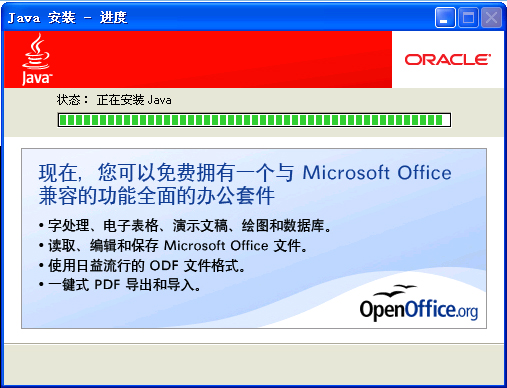 Java 安装 - 进度
Java
ORACLE
状态： 正在安装 Java
现在，您可以免费拥有一个与 Microsoft Office
兼容的功能全面的办公套件
• 字处理、电子表格、演示文稿、绘图和数据库。
• 读取、编辑和保存 Microsoft Office 文件。
• 使用日益流行的 ODF 文件格式。
• 一键式 PDF 导出和导入。
OpenOffice.org